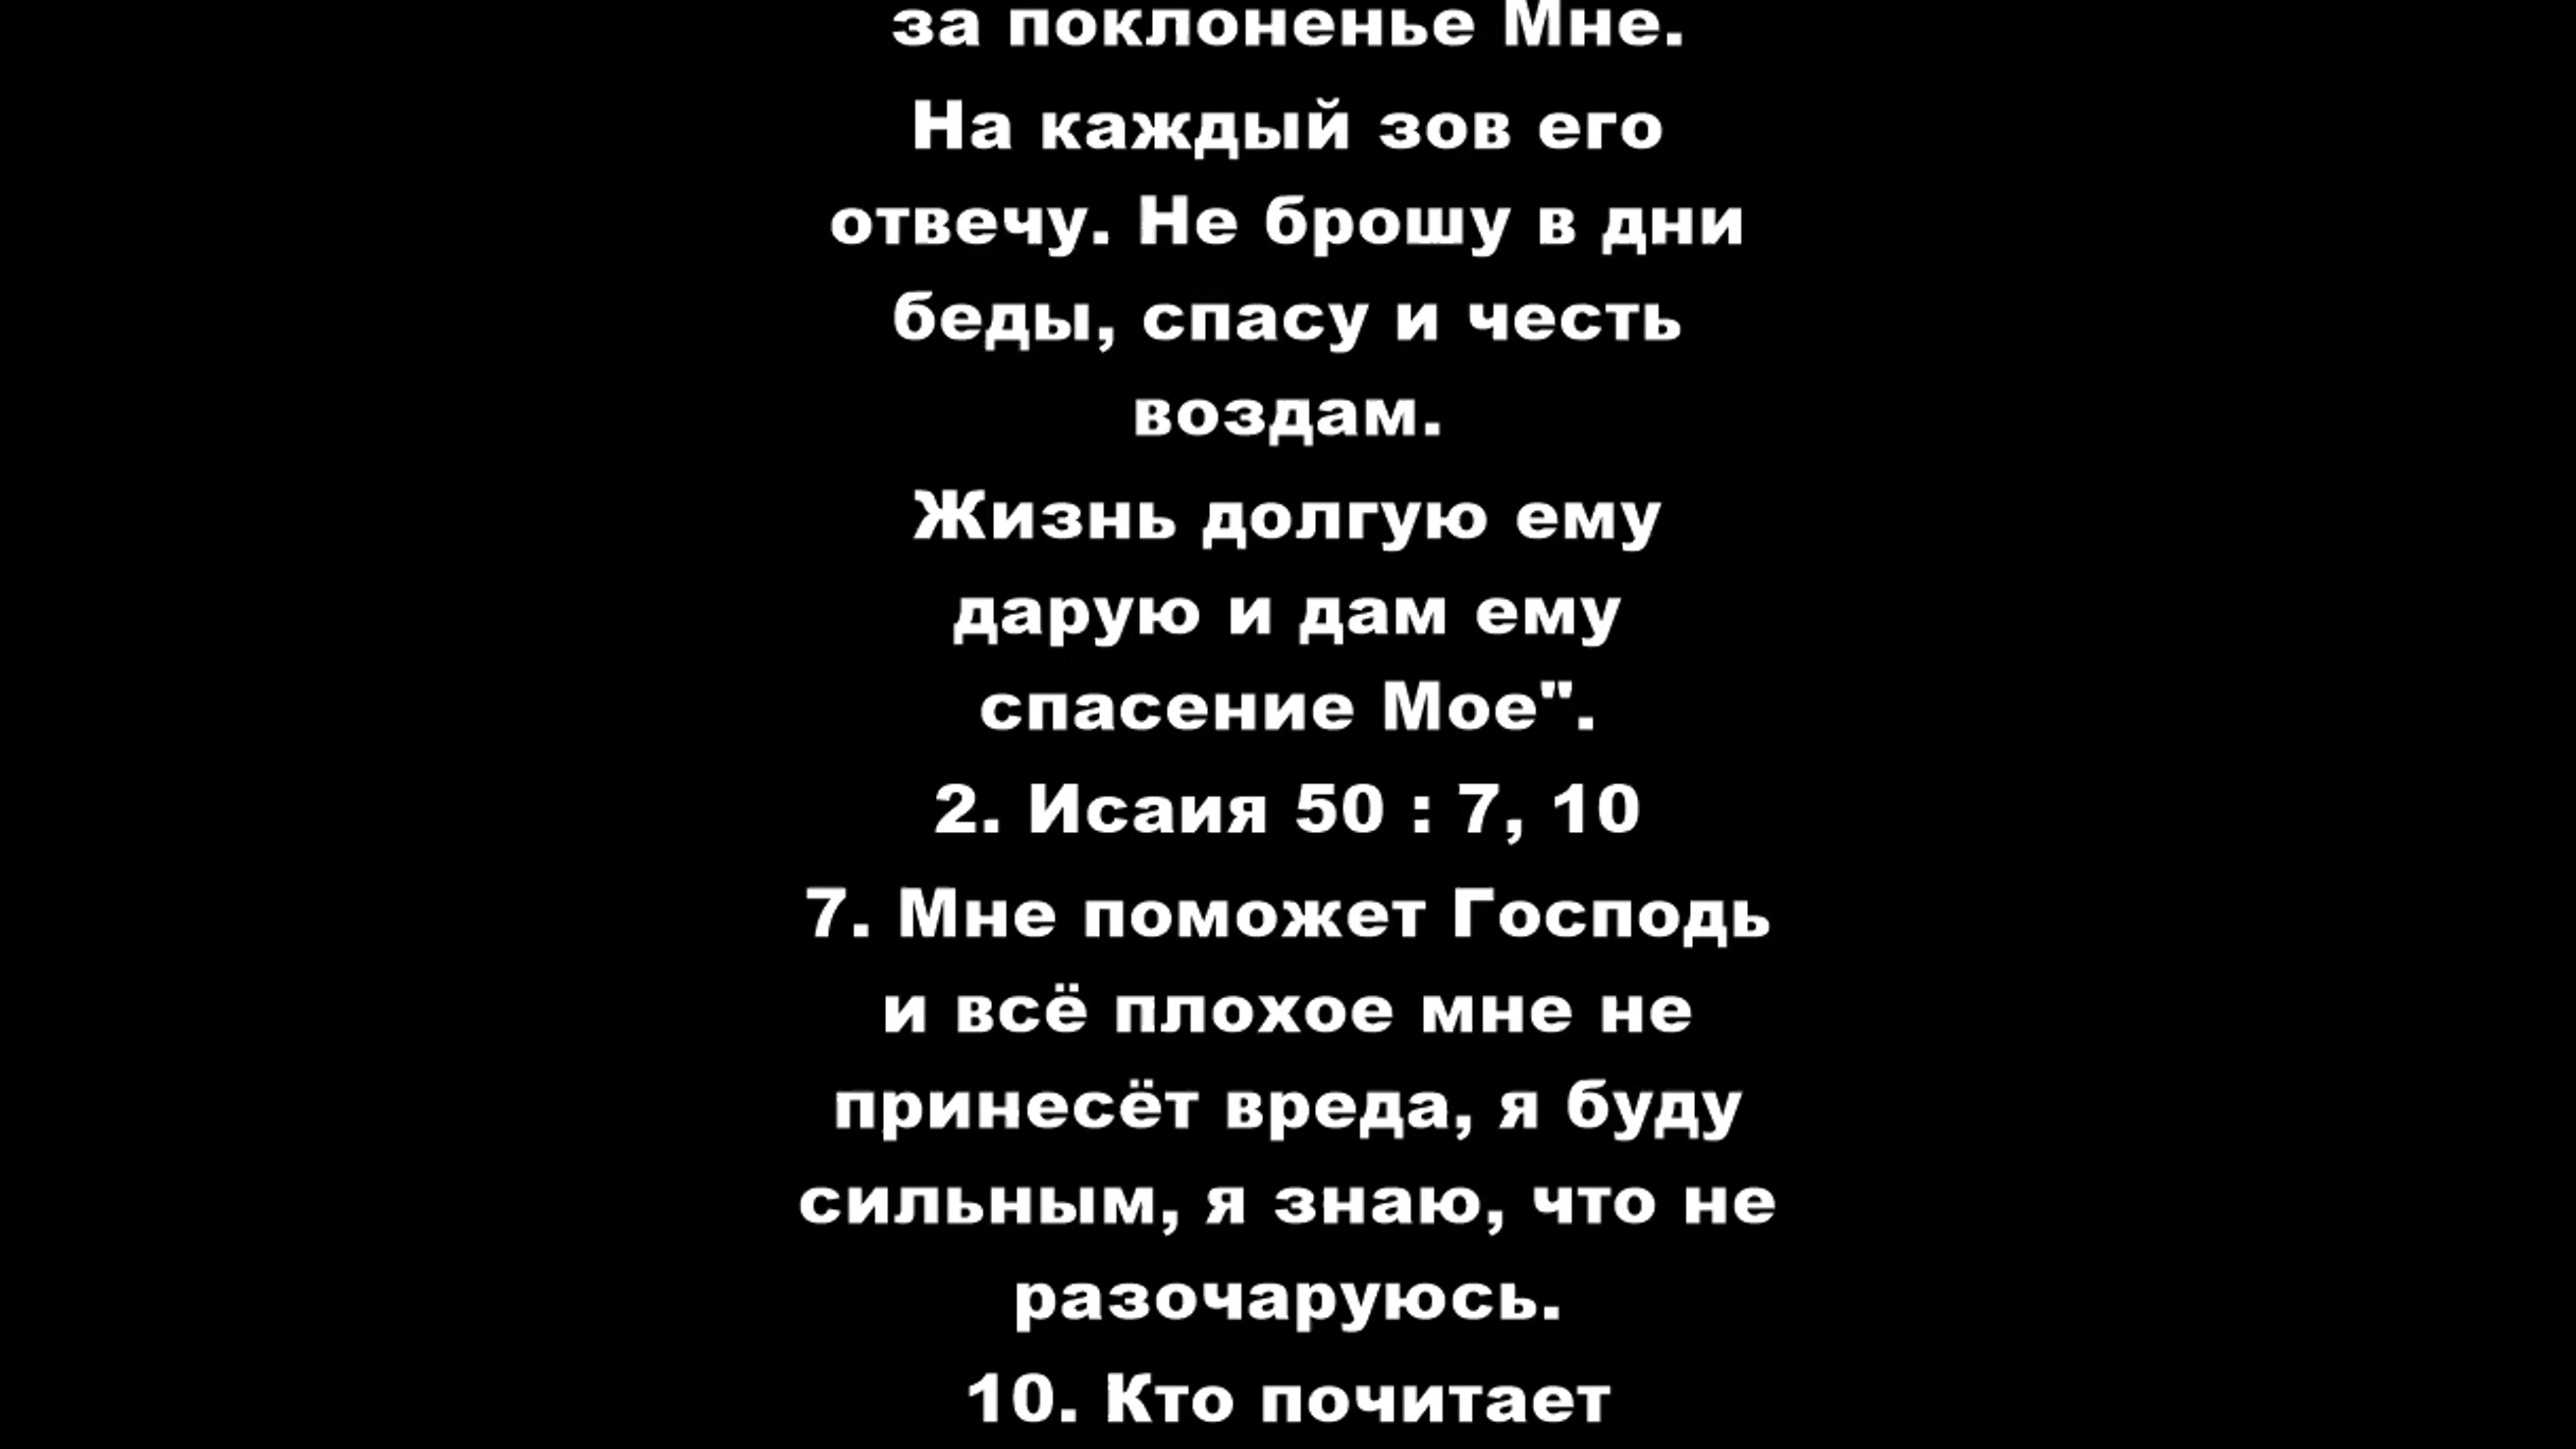 за поклоненье Мне.
На каждый зов его
отвечу. Не брошу в дни
беды, спасу и честь
воздам.
Жизнь долгую ему
дарую и дам ему
спасение Мое".
2. Исаия 50 : 7, 10
7. Мне поможет Господь
и всё плохое мне не
принесёт вреда, я буду
сильным, я знаю, что не
разочаруюсь.
10. Кто почитает